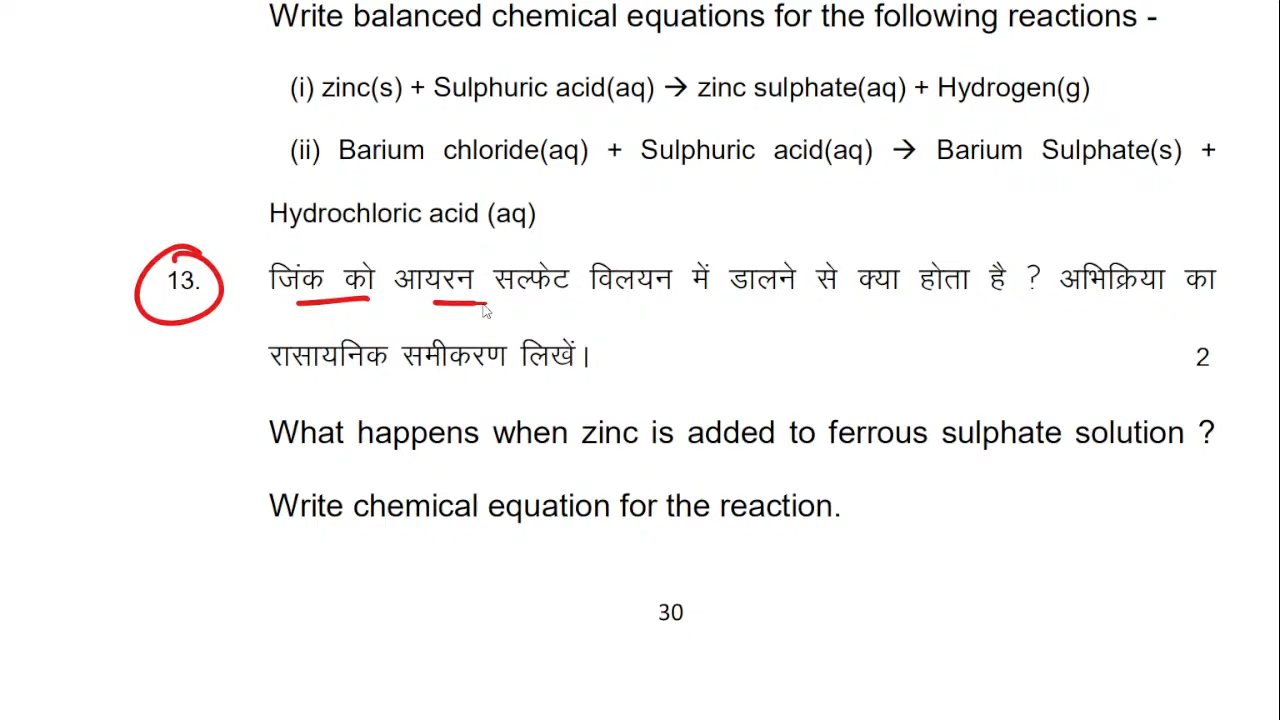 Write balanced chemical equations for the following reactions -
(i) zinc(s) + Sulphuric acid(aq) → zinc sulphate(aq) + Hydrogen(g)
(ii) Barium chloride(aq) + Sulphuric acid(aq) → Barium Sulphate(s) +
Hydrochloric acid (aq)
13. जिंक को आयरन सल्फेट विलयन में डालने से क्या होता है ? अभिक्रिया का
रासायनिक समीकरण लिखें। 2
What happens when zinc is added to ferrous sulphate solution ?
Write chemical equation for the reaction.
30